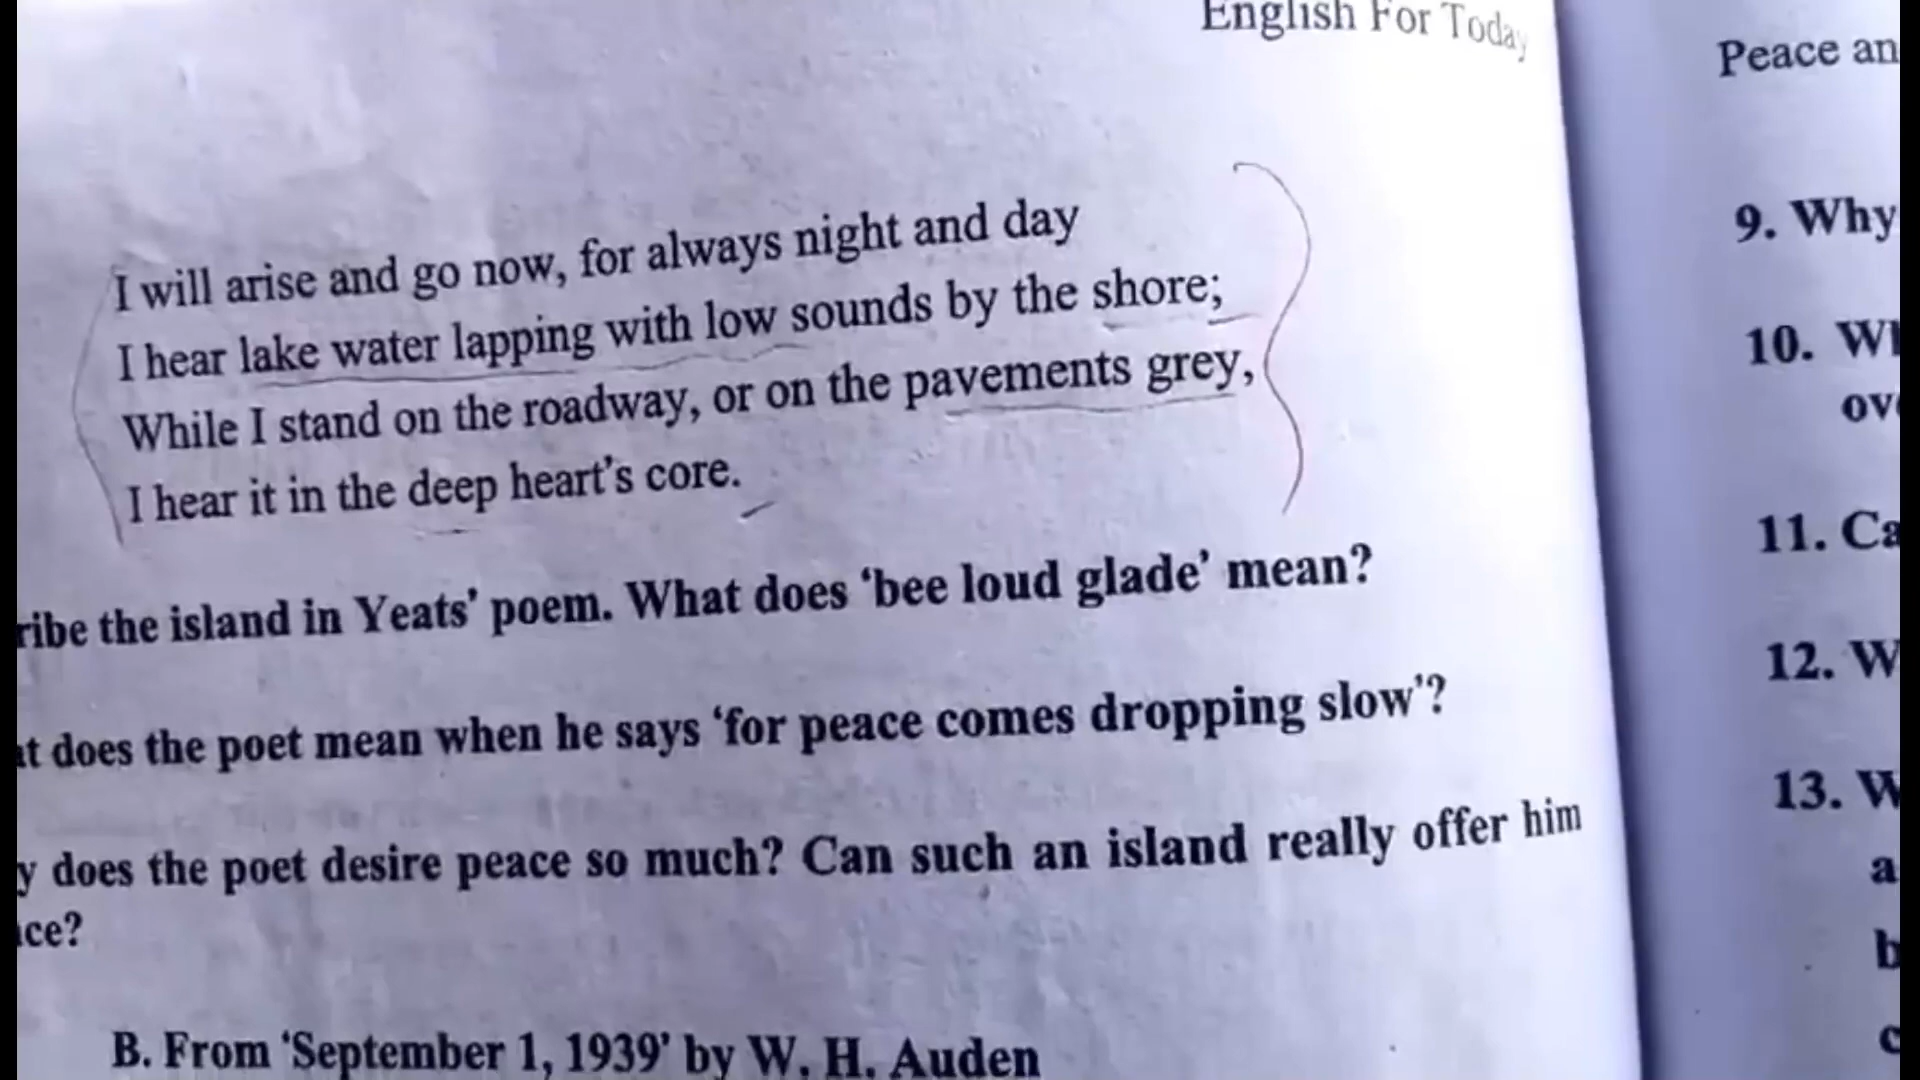 English For Today
I will arise and go now, for always night and day
I hear lake water lapping with low sounds by the shore;
While I stand on the roadway, or on the pavements grey,
I hear it in the deep heart's core.
ribe the island in Yeats' poem. What does 'bee loud glade' mean?
at does the poet mean when he says 'for peace comes dropping slow'?
y does the poet desire peace so much? Can such an island really offer him
ce?
B. From 'September 1, 1939' by W. H. Auden
Peace an
9. Why
10. Wh
ove
11. Ca
12. W
13. W
a
b
c